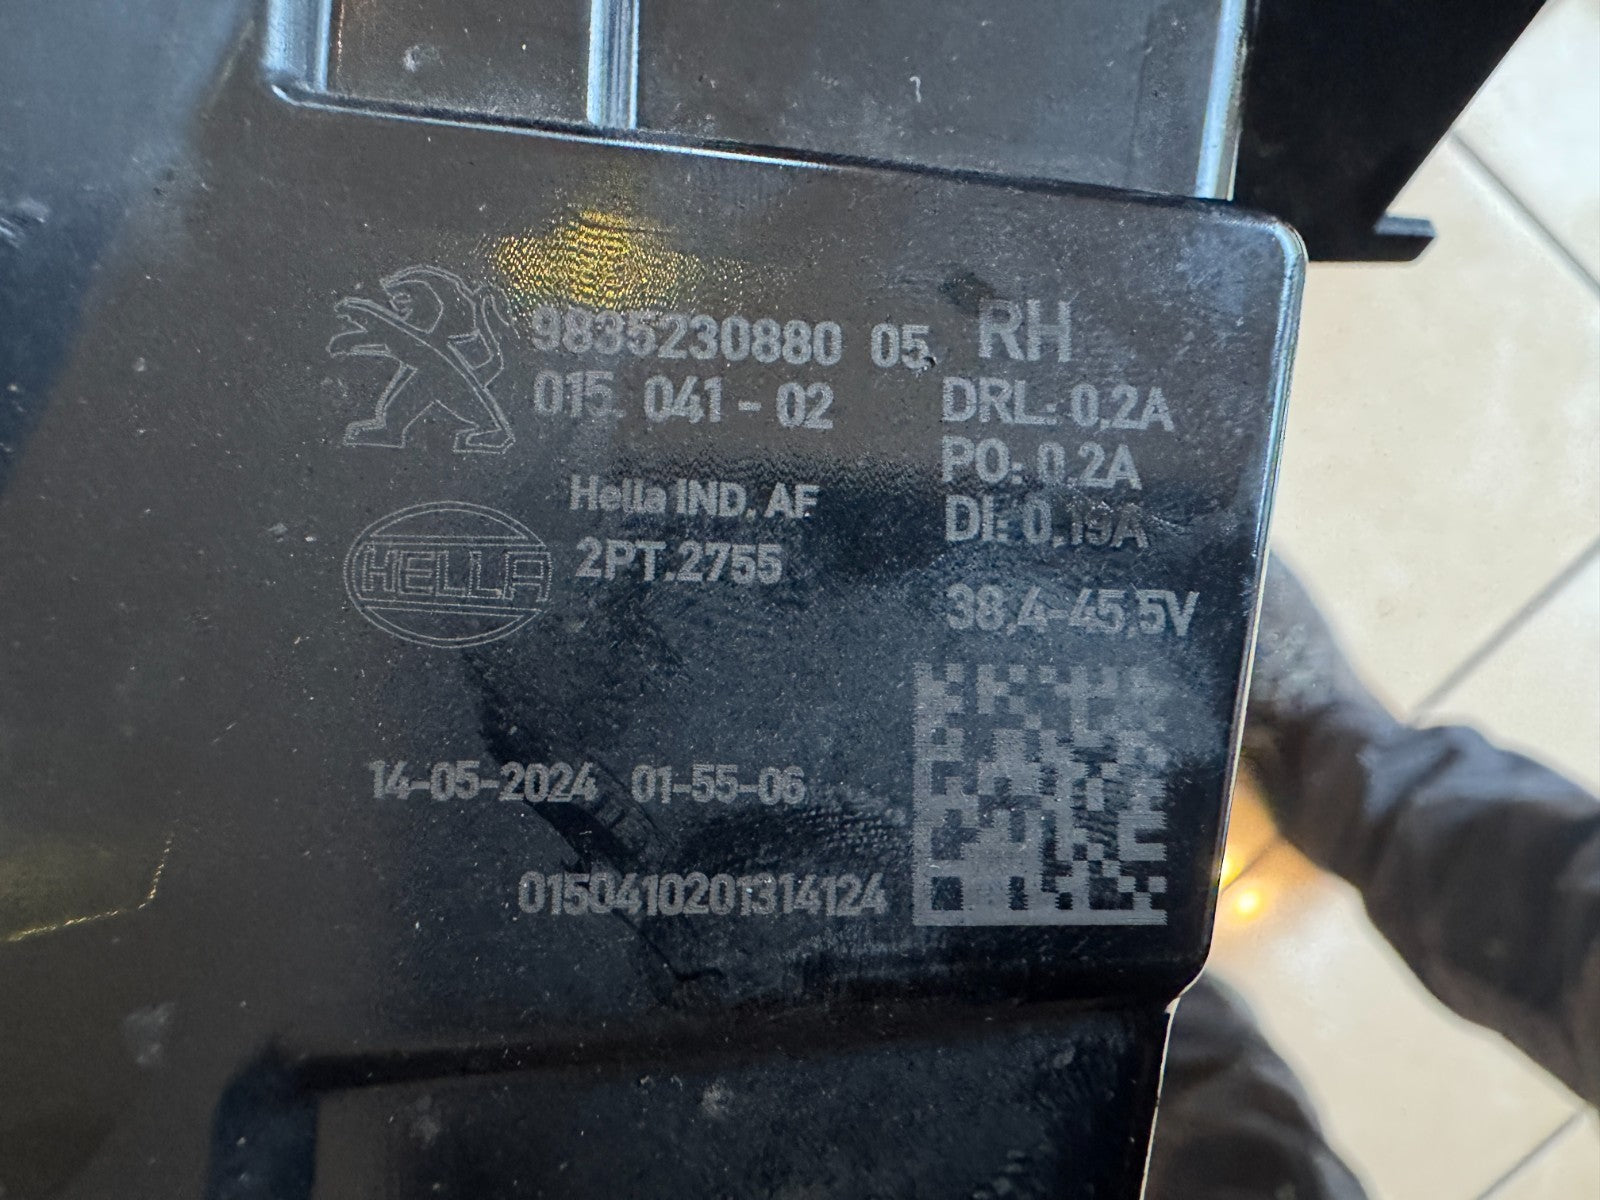 9835230880 05 RH
015. 041 - 02
DRL: 0,2A
PO: 0,2A
DI: 0,19A
Hella IND. AF
2PT.2755
HELLA
38,4-45,5V
14-05-2024 01-55-06
0150410201314124